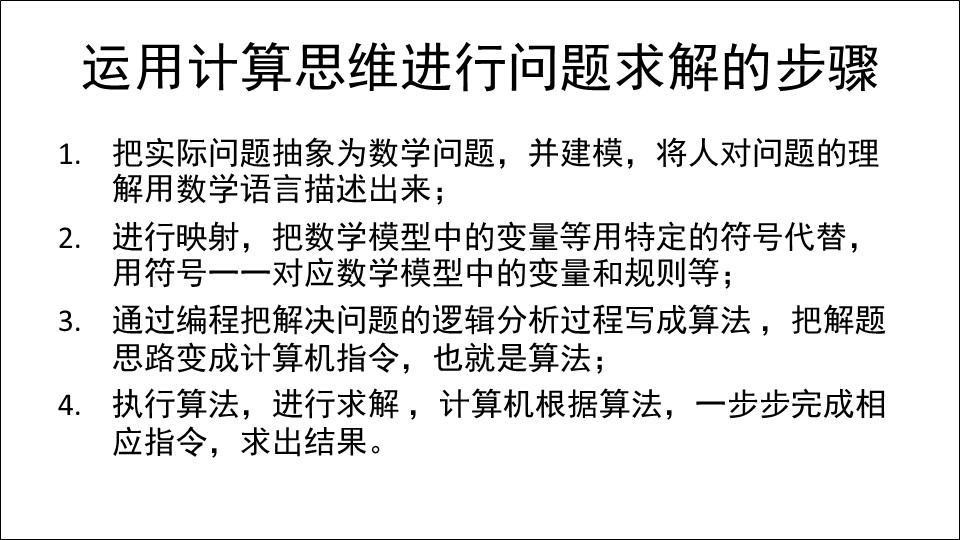 运用计算思维进行问题求解的步骤
1. 把实际问题抽象为数学问题，并建模，将人对问题的理
解用数学语言描述出来；
2. 进行映射，把数学模型中的变量等用特定的符号代替，
用符号一一对应数学模型中的变量和规则等；
3. 通过编程把解决问题的逻辑分析过程写成算法 ，把解题
思路变成计算机指令，也就是算法；
4. 执行算法，进行求解 ，计算机根据算法，一步步完成相
应指令，求出结果。